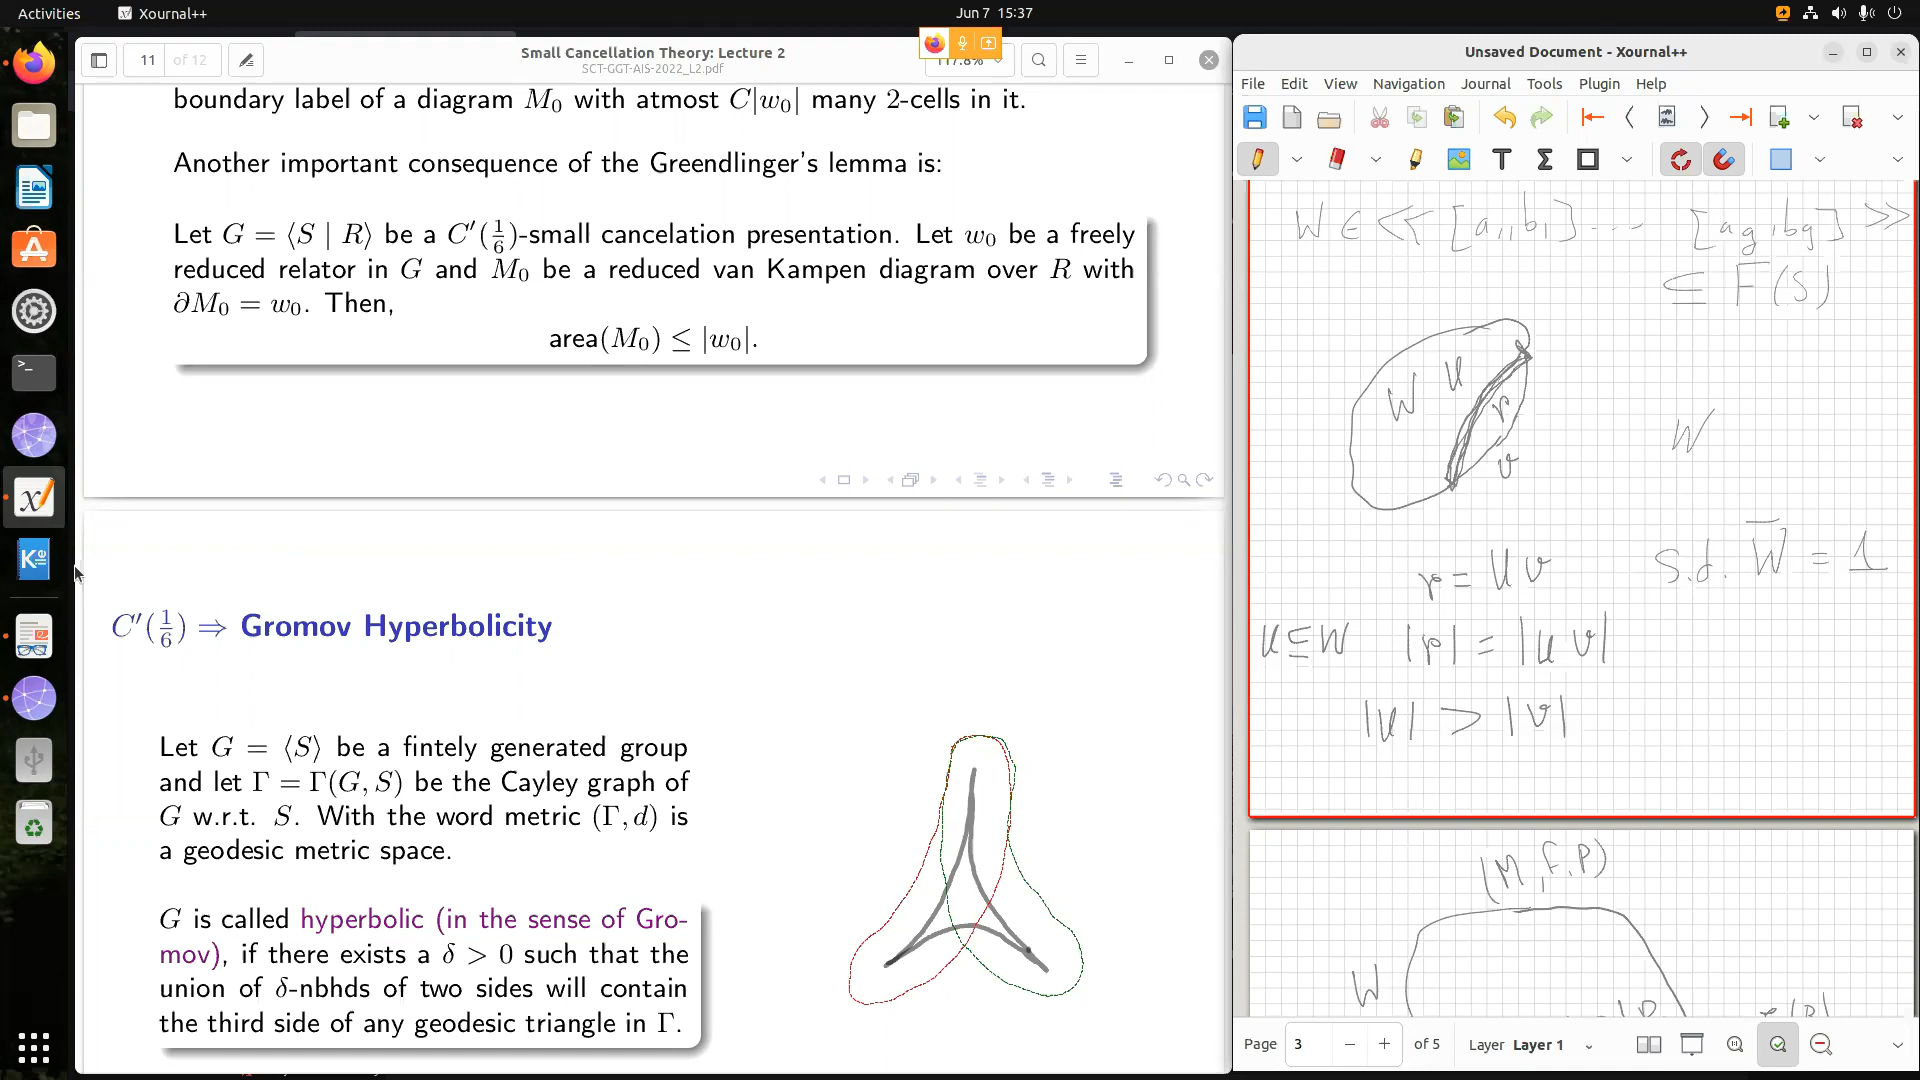 Activities
Xournal++
Jun 7 15:37
11 of 12
Small Cancellation Theory: Lecture 2
SCT-GGT-AIS-2022_L2.pdf
117.8%
boundary label of a diagram M₀ with atmost C|w₀| many 2-cells in it.
Another important consequence of the Greendlinger's lemma is:
Let G = ⟨S | R⟩ be a C′(1/6)-small cancelation presentation. Let w₀ be a freely
reduced relator in G and M₀ be a reduced van Kampen diagram over R with
∂M₀ = w₀. Then,
area(M₀) ≤ |w₀|.
C′(1/6) ⇒ Gromov Hyperbolicity
Let G = ⟨S⟩ be a fintely generated group
and let Γ = Γ(G, S) be the Cayley graph of
G w.r.t. S. With the word metric (Γ, d) is
a geodesic metric space.
G is called hyperbolic (in the sense of Gro-
mov), if there exists a δ > 0 such that the
union of δ-nbhds of two sides will contain
the third side of any geodesic triangle in Γ.
Unsaved Document - Xournal++
File Edit View Navigation Journal Tools Plugin Help
W ∈ << [a₁,b₁] .... [ag,bg] >>
⊆ F(S)
W u
r
v
W
r = u v
s.t. W̅ = 1
u ⊆ W |r| = |u v|
|u| > |v|
(M, F, P)
W
Page 3 of 5 Layer Layer 1